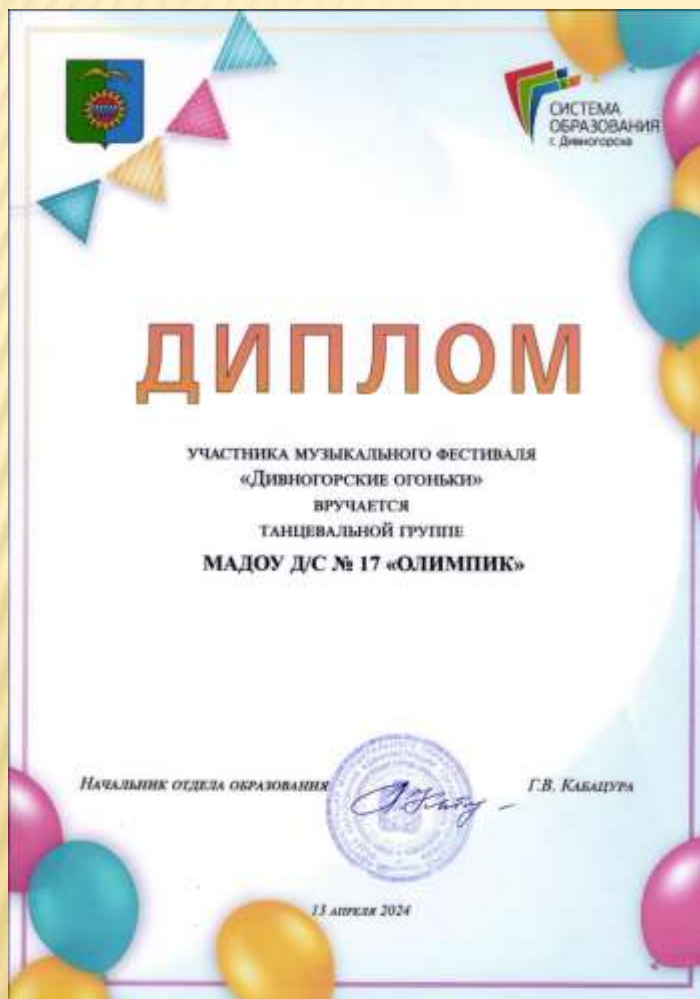 СИСТЕМА
ОБРАЗОВАНИЯ
г. Дивногорска
ДИПЛОМ
УЧАСТНИКА МУЗЫКАЛЬНОГО ФЕСТИВАЛЯ
«ДИВНОГОРСКИЕ ОГОНЬКИ»
ВРУЧАЕТСЯ
ТАНЦЕВАЛЬНОЙ ГРУППЕ
МАДОУ Д/С № 17 «ОЛИМПИК»
НАЧАЛЬНИК ОТДЕЛА ОБРАЗОВАНИЯ Г.В. КАБАЦУРА
13 АПРЕЛЯ 2024